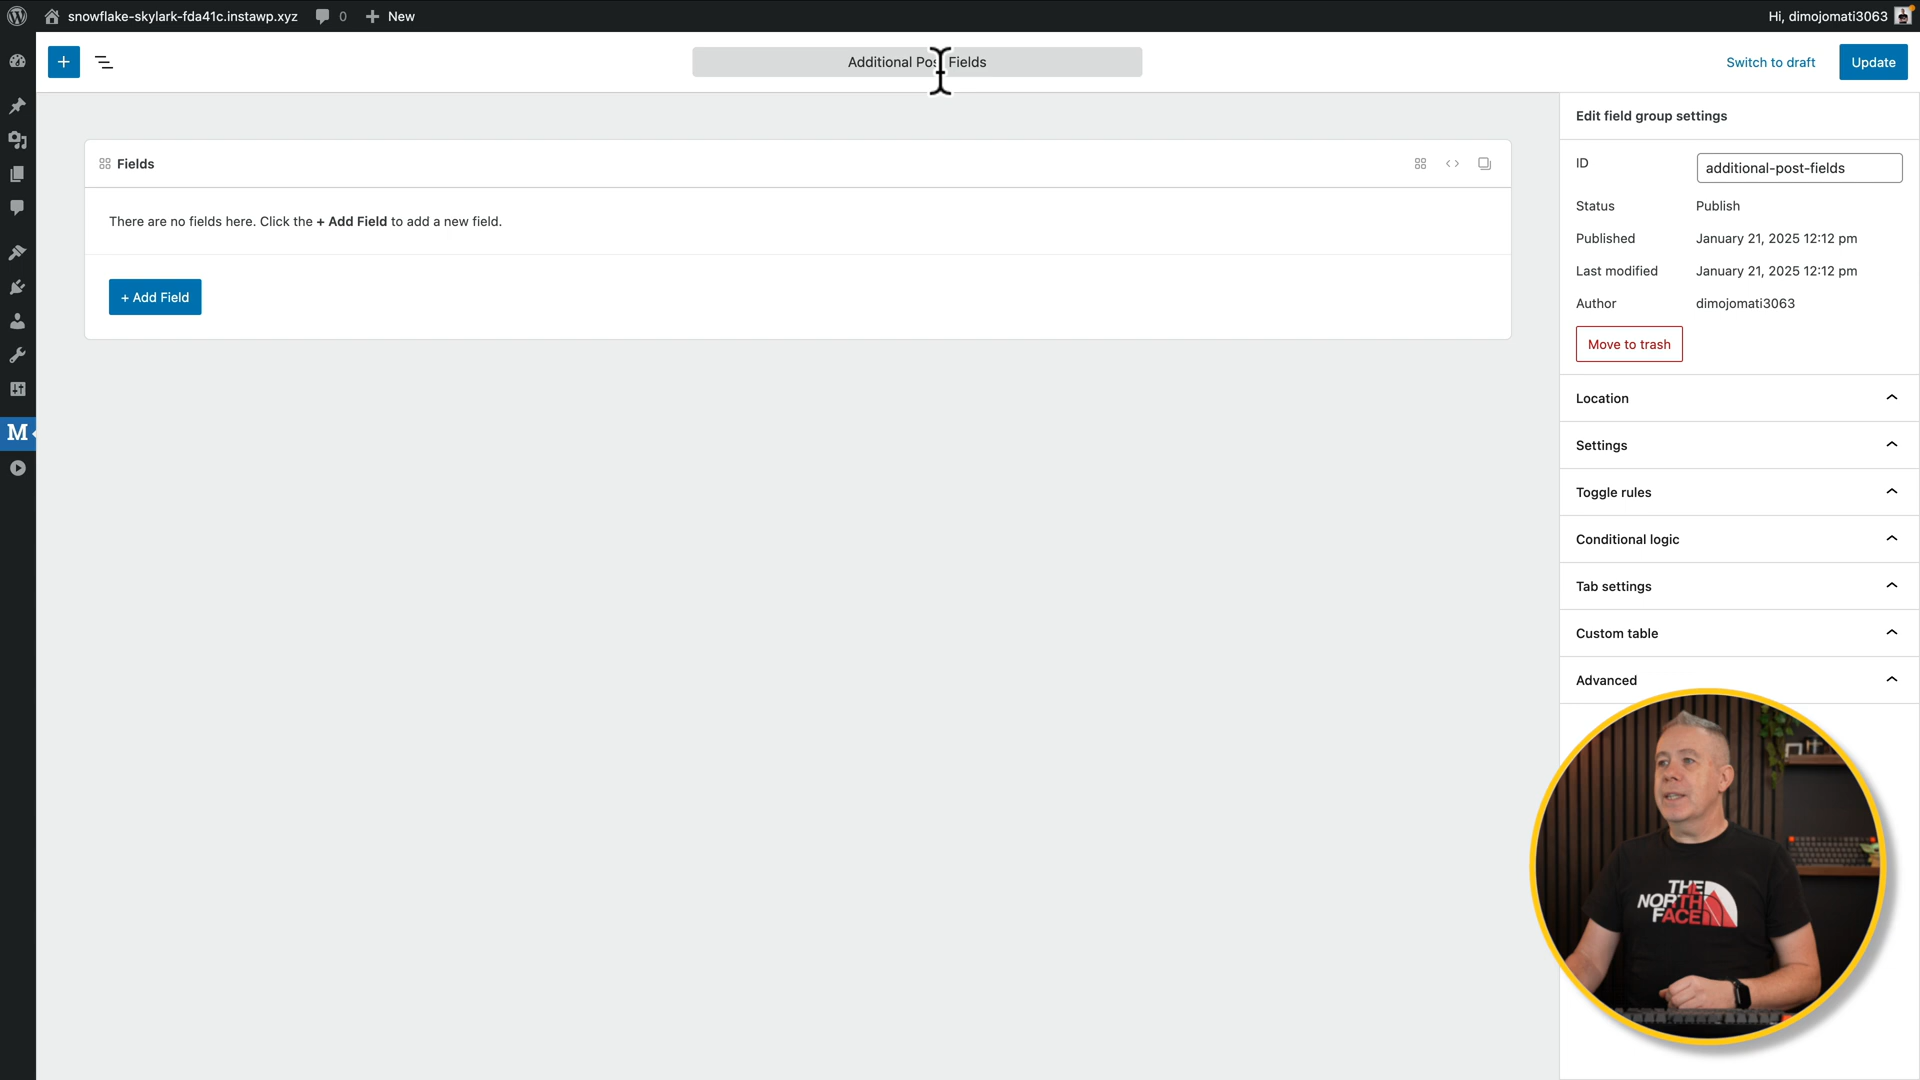 snowflake-skylark-fda41c.instawp.xyz 0 New Hi, dimojomati3063
+ Additional Post Fields Switch to draft Update
Edit field group settings
Fields
ID additional-post-fields
Status Publish
There are no fields here. Click the + Add Field to add a new field.
Published January 21, 2025 12:12 pm
Last modified January 21, 2025 12:12 pm
+ Add Field
Author dimojomati3063
Move to trash
Location
M
Settings
Toggle rules
Conditional logic
Tab settings
Custom table
Advanced
THE
NORTH
FACE